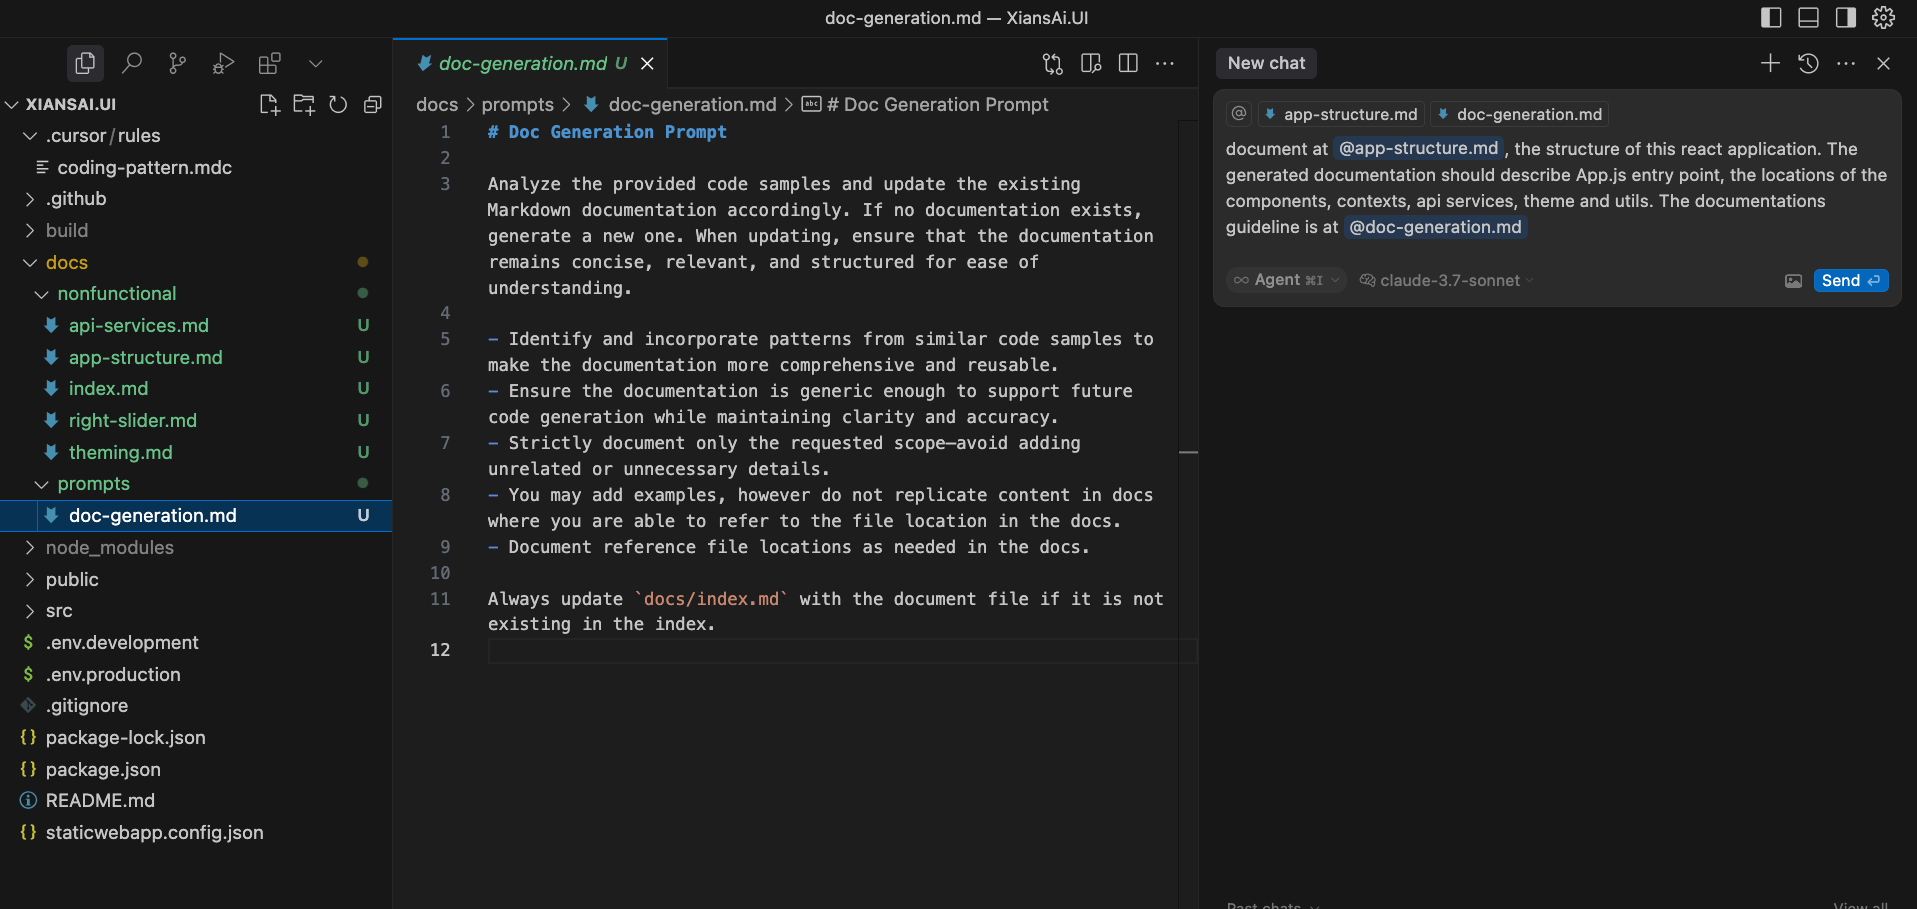 doc-generation.md — XiansAi.UI
XIANSAI.UI
.cursor/rules
coding-pattern.mdc
.github
build
docs
nonfunctional
api-services.md U
app-structure.md U
index.md U
right-slider.md U
theming.md U
prompts
doc-generation.md U
node_modules
public
src
$ .env.development
$ .env.production
.gitignore
{} package-lock.json
{} package.json
README.md
{} staticwebapp.config.json
doc-generation.md U
docs > prompts > doc-generation.md > abc # Doc Generation Prompt
1 # Doc Generation Prompt
2
3 Analyze the provided code samples and update the existing
Markdown documentation accordingly. If no documentation exists,
generate a new one. When updating, ensure that the documentation
remains concise, relevant, and structured for ease of
understanding.
4
5 - Identify and incorporate patterns from similar code samples to
make the documentation more comprehensive and reusable.
6 - Ensure the documentation is generic enough to support future
code generation while maintaining clarity and accuracy.
7 - Strictly document only the requested scope—avoid adding
unrelated or unnecessary details.
8 - You may add examples, however do not replicate content in docs
where you are able to refer to the file location in the docs.
9 - Document reference file locations as needed in the docs.
10
11 Always update `docs/index.md` with the document file if it is not
existing in the index.
12
New chat
@ app-structure.md doc-generation.md
document at @app-structure.md , the structure of this react application. The
generated documentation should describe App.js entry point, the locations of the
components, contexts, api services, theme and utils. The documentations
guideline is at @doc-generation.md
∞ Agent ⌘I claude-3.7-sonnet Send
Past chats View all